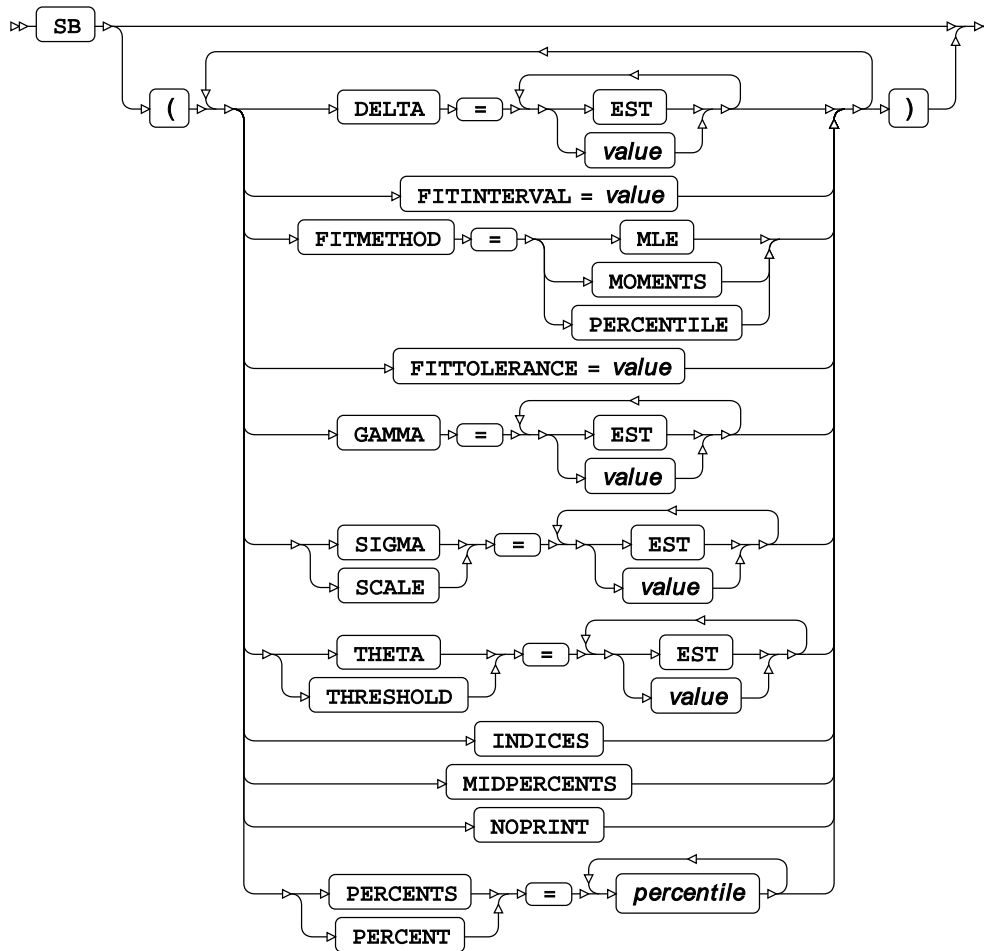 SB
( DELTA = EST )
value
FITINTERVAL = value
FITMETHOD = MLE
MOMENTS
PERCENTILE
FITTOLERANCE = value
GAMMA = EST
value
SIGMA = EST
SCALE value
THETA = EST
THRESHOLD value
INDICES
MIDPERCENTS
NOPRINT
PERCENTS = percentile
PERCENT